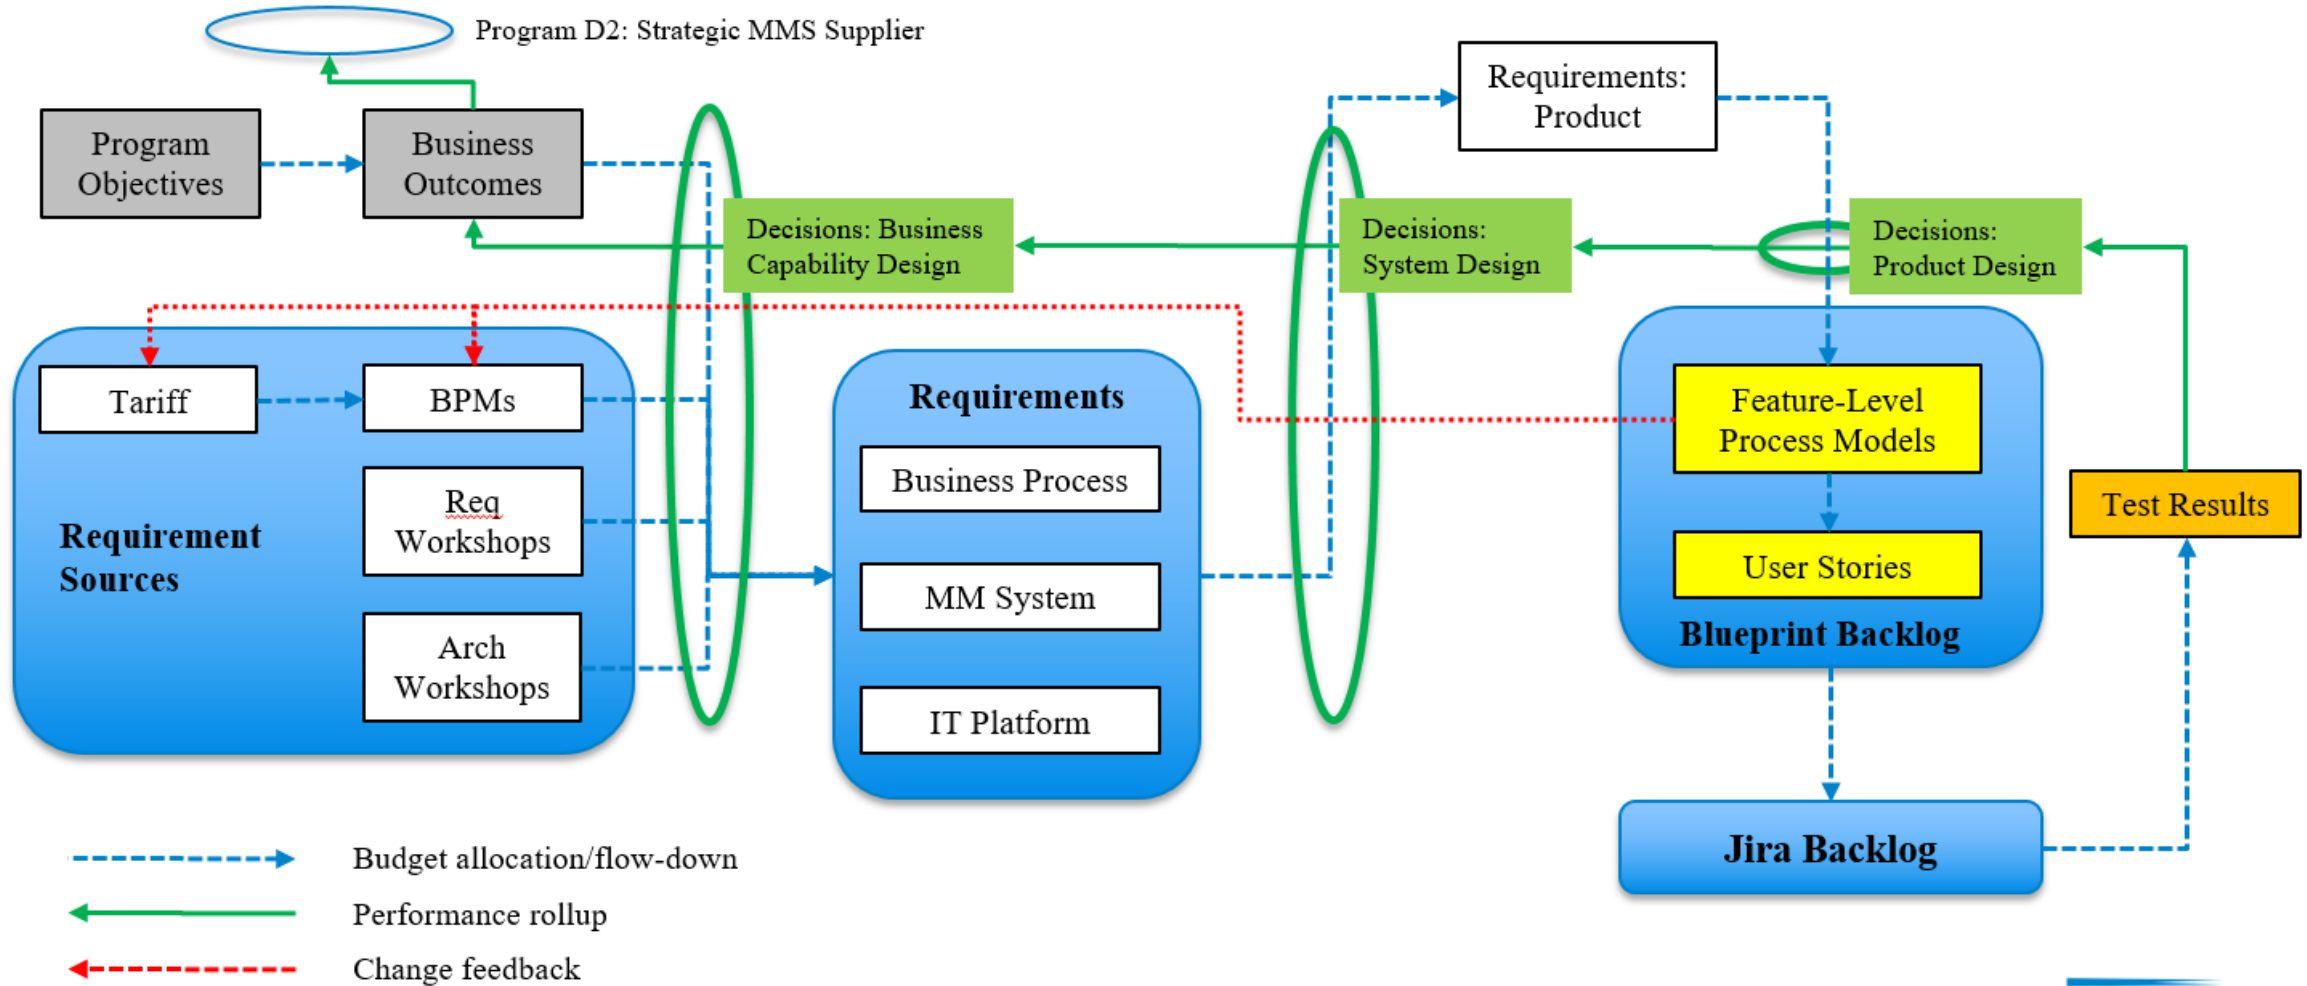 Program D2: Strategic MMS Supplier
Program
Objectives
Business
Outcomes
Requirements:
Product
Decisions: Business
Capability Design
Decisions:
System Design
Decisions:
Product Design
Tariff
BPMs
Req
Workshops
Arch
Workshops
Requirement
Sources
Requirements
Business Process
MM System
IT Platform
Feature-Level
Process Models
User Stories
Blueprint Backlog
Test Results
Jira Backlog
Budget allocation/flow-down
Performance rollup
Change feedback